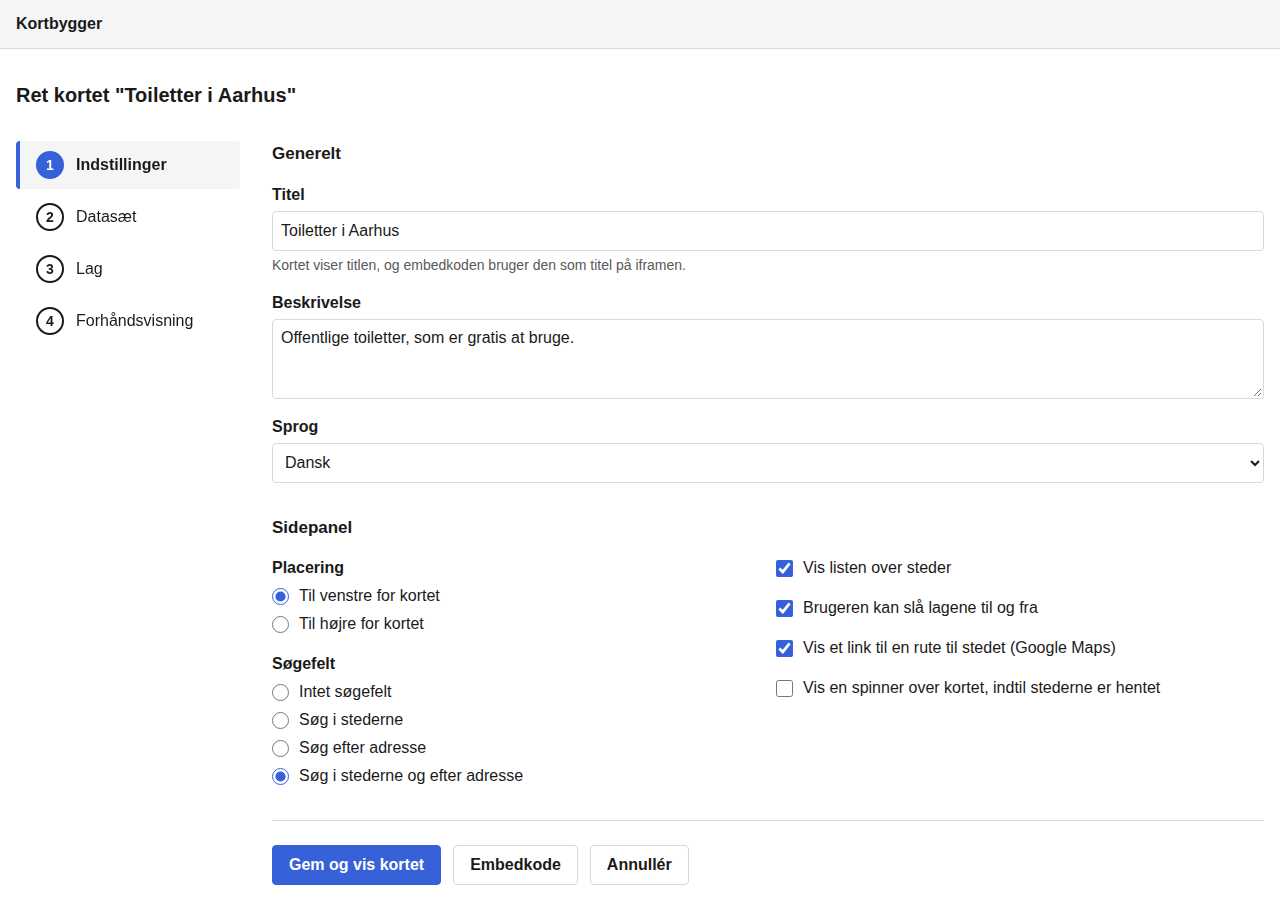 Kortbygger
Ret kortet "Toiletter i Aarhus"
1 Indstillinger
2 Datasæt
3 Lag
4 Forhåndsvisning
Generelt
Titel
Toiletter i Aarhus
Kortet viser titlen, og embedkoden bruger den som titel på iframen.
Beskrivelse
Offentlige toiletter, som er gratis at bruge.
Sprog
Dansk
Sidepanel
Placering
Til venstre for kortet
Til højre for kortet
Søgefelt
Intet søgefelt
Søg i stederne
Søg efter adresse
Søg i stederne og efter adresse
Vis listen over steder
Brugeren kan slå lagene til og fra
Vis et link til en rute til stedet (Google Maps)
Vis en spinner over kortet, indtil stederne er hentet
Gem og vis kortet
Embedkode
Annullér